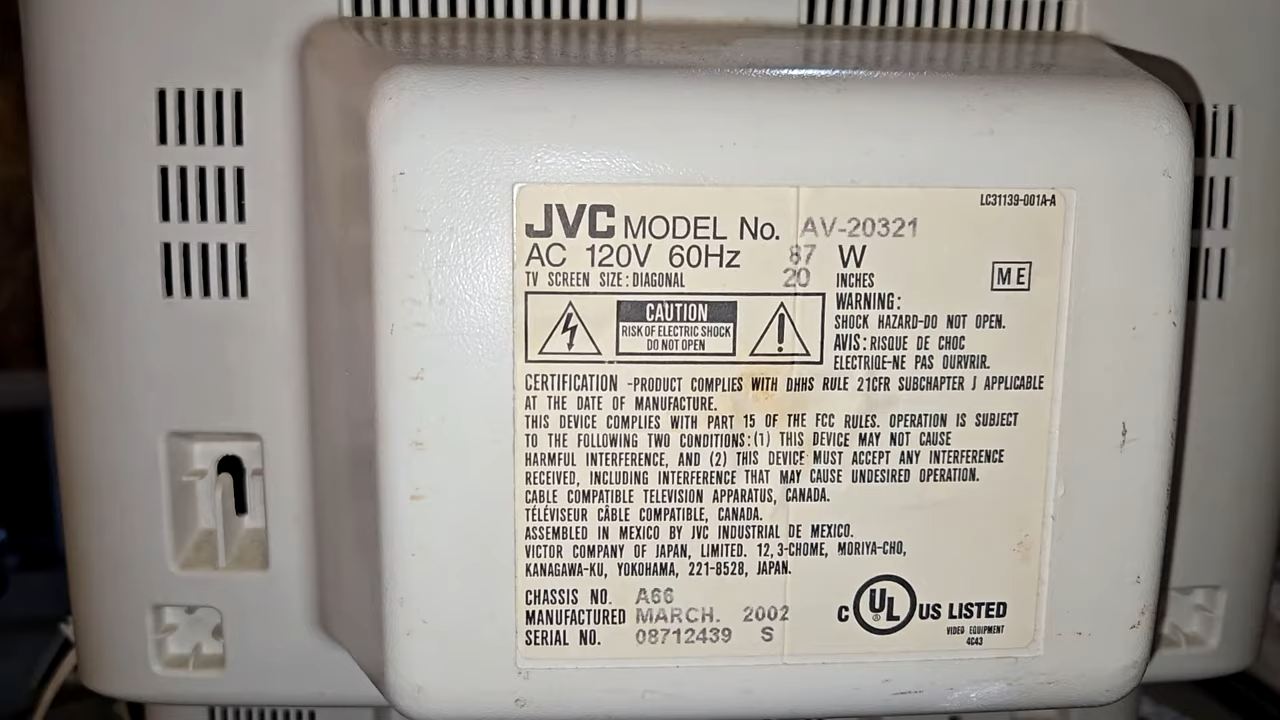 LC31139-001A-A
JVC MODEL No. AV-20321
AC 120V 60Hz 87 W
TV SCREEN SIZE: DIAGONAL 20 INCHES
ME
CAUTION
RISK OF ELECTRIC SHOCK
DO NOT OPEN
WARNING:
SHOCK HAZARD-DO NOT OPEN.
AVIS: RISQUE DE CHOC
ELECTRIQE-NE PAS OURVRIR.
CERTIFICATION -PRODUCT COMPLIES WITH DHHS RULE 21CFR SUBCHAPTER J APPLICABLE
AT THE DATE OF MANUFACTURE.
THIS DEVICE COMPLIES WITH PART 15 OF THE FCC RULES. OPERATION IS SUBJECT
TO THE FOLLOWING TWO CONDITIONS: (1) THIS DEVICE MAY NOT CAUSE
HARMFUL INTERFERENCE, AND (2) THIS DEVICE MUST ACCEPT ANY INTERFERENCE
RECEIVED, INCLUDING INTERFERENCE THAT MAY CAUSE UNDESIRED OPERATION.
CABLE COMPATIBLE TELEVISION APPARATUS, CANADA.
TÉLÉVISEUR CÂBLE COMPATIBLE, CANADA.
ASSEMBLED IN MEXICO BY JVC INDUSTRIAL DE MEXICO.
VICTOR COMPANY OF JAPAN, LIMITED. 12, 3-CHOME, MORIYA-CHO,
KANAGAWA-KU, YOKOHAMA, 221-8528, JAPAN.
CHASSIS NO. A66
MANUFACTURED MARCH. 2002
SERIAL NO. 08712439 S
C UL ® US LISTED
VIDEO EQUIPMENT
4C43